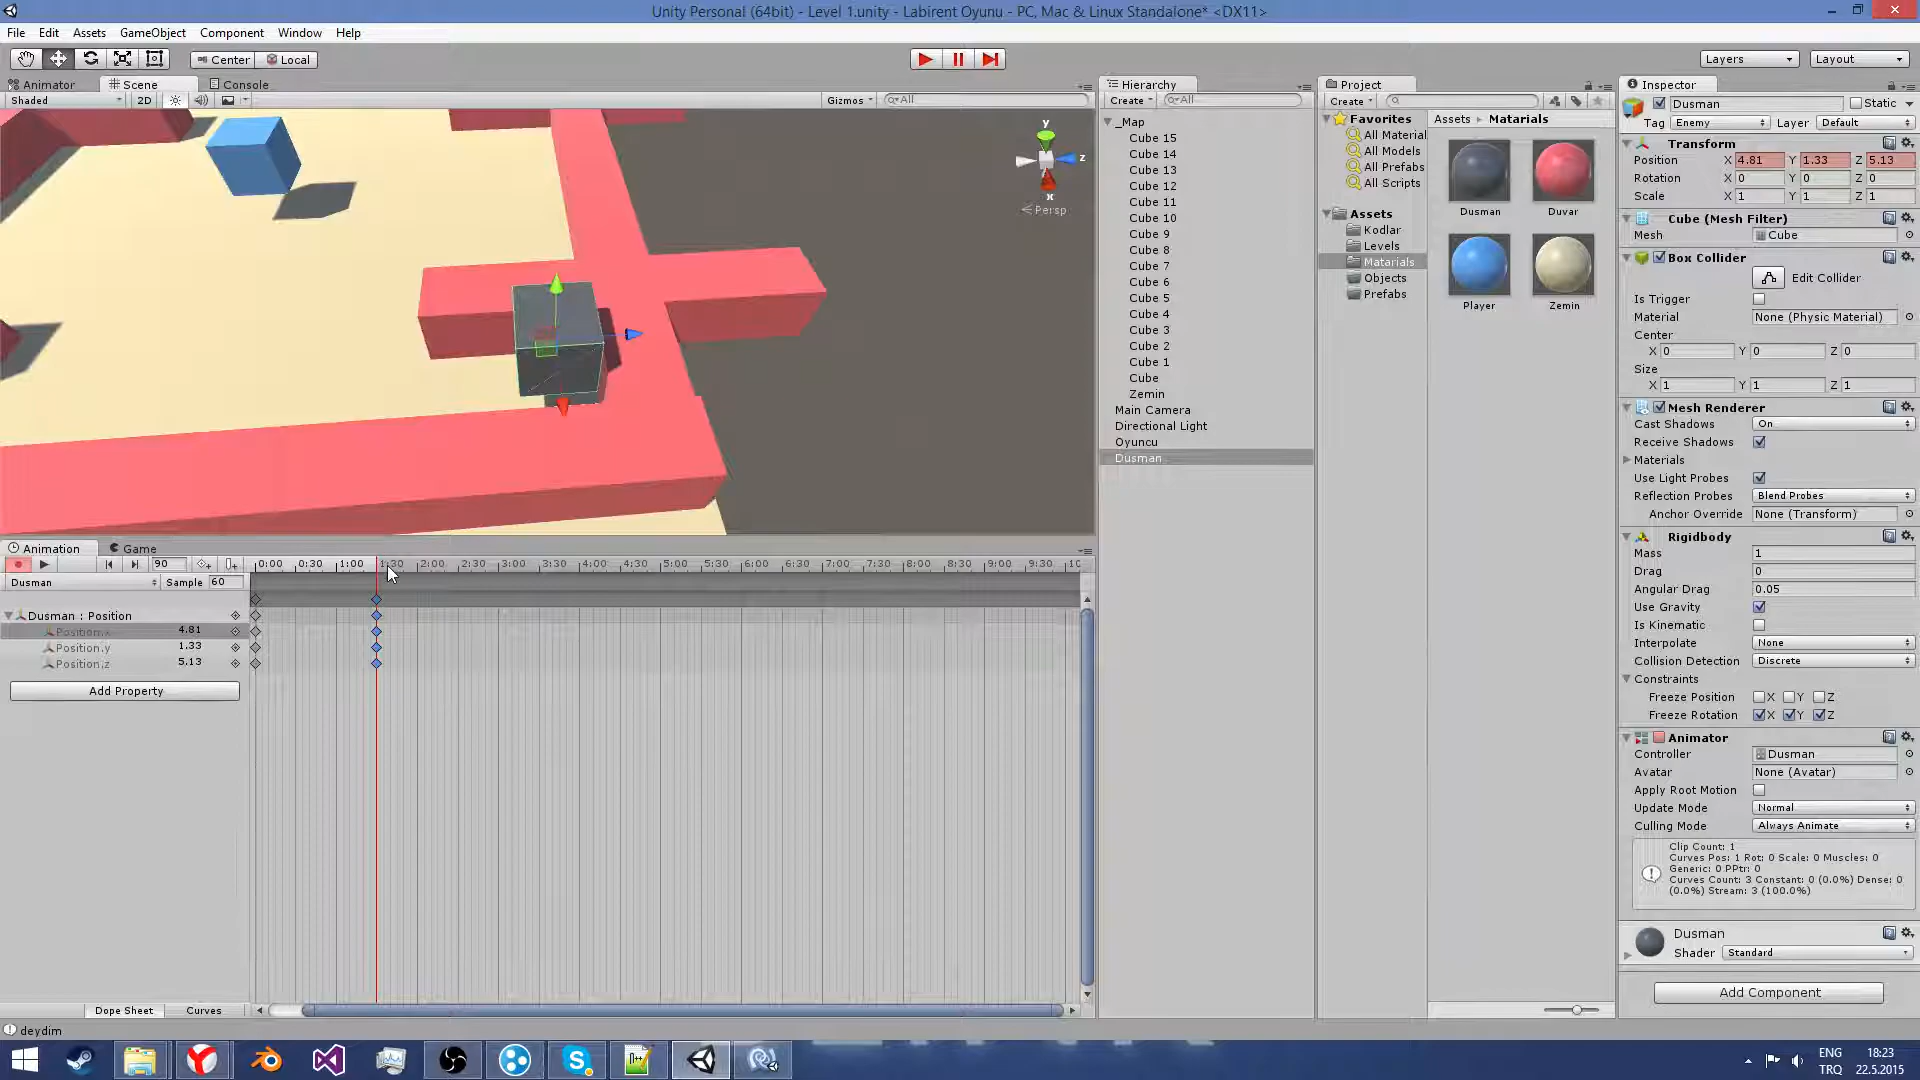 Unity Personal (64bit) - Level 1.unity - Labirent Oyunu - PC, Mac & Linux Standalone* <DX11>
File Edit Assets GameObject Component Window Help
Center Local
Layers Layout
Animator Scene Console
Shaded 2D Gizmos All
y
z
x
Persp
Hierarchy
Create All
_Map
Cube 15
Cube 14
Cube 13
Cube 12
Cube 11
Cube 10
Cube 9
Cube 8
Cube 7
Cube 6
Cube 5
Cube 4
Cube 3
Cube 2
Cube 1
Cube
Zemin
Main Camera
Directional Light
Oyuncu
Dusman
Project
Create
Favorites
All Material
All Models
All Prefabs
All Scripts
Assets
Kodlar
Levels
Matarials
Objects
Prefabs
Assets Matarials
Dusman Duvar
Player Zemin
Inspector
Dusman Static
Tag Enemy Layer Default
Transform
Position X 4.81 Y 1.33 Z 5.13
Rotation X 0 Y 0 Z 0
Scale X 1 Y 1 Z 1
Cube (Mesh Filter)
Mesh Cube
Box Collider
Edit Collider
Is Trigger
Material None (Physic Material)
Center
X 0 Y 0 Z 0
Size
X 1 Y 1 Z 1
Mesh Renderer
Cast Shadows On
Receive Shadows
Materials
Use Light Probes
Reflection Probes Blend Probes
Anchor Override None (Transform)
Rigidbody
Mass 1
Drag 0
Angular Drag 0.05
Use Gravity
Is Kinematic
Interpolate None
Collision Detection Discrete
Constraints
Freeze Position X Y Z
Freeze Rotation X Y Z
Animator
Controller Dusman
Avatar None (Avatar)
Apply Root Motion
Update Mode Normal
Culling Mode Always Animate
Clip Count: 1
Curves Pos: 1 Rot: 0 Scale: 0 Muscles: 0
Generic: 0 PPtr: 0
Curves Count: 3 Constant: 0 (0.0%) Dense: 0
(0.0%) Stream: 3 (100.0%)
Dusman
Shader Standard
Add Component
Animation Game
90 0:00 0:30 1:00 1:30 2:00 2:30 3:00 3:30 4:00 4:30 5:00 5:30 6:00 6:30 7:00 7:30 8:00 8:30 9:00 9:30 10
Dusman Sample 60
Dusman : Position
Position.x 4.81
Position.y 1.33
Position.z 5.13
Add Property
Dope Sheet Curves
deydim
ENG 18:23
TRQ 22.5.2015